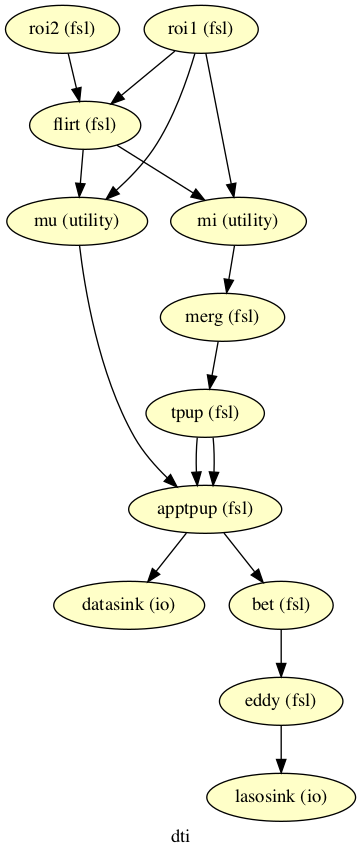 roi2 (fsl)
roi1 (fsl)
flirt (fsl)
mu (utility)
mi (utility)
merg (fsl)
tpup (fsl)
apptpup (fsl)
datasink (io)
bet (fsl)
eddy (fsl)
lasosink (io)
dti